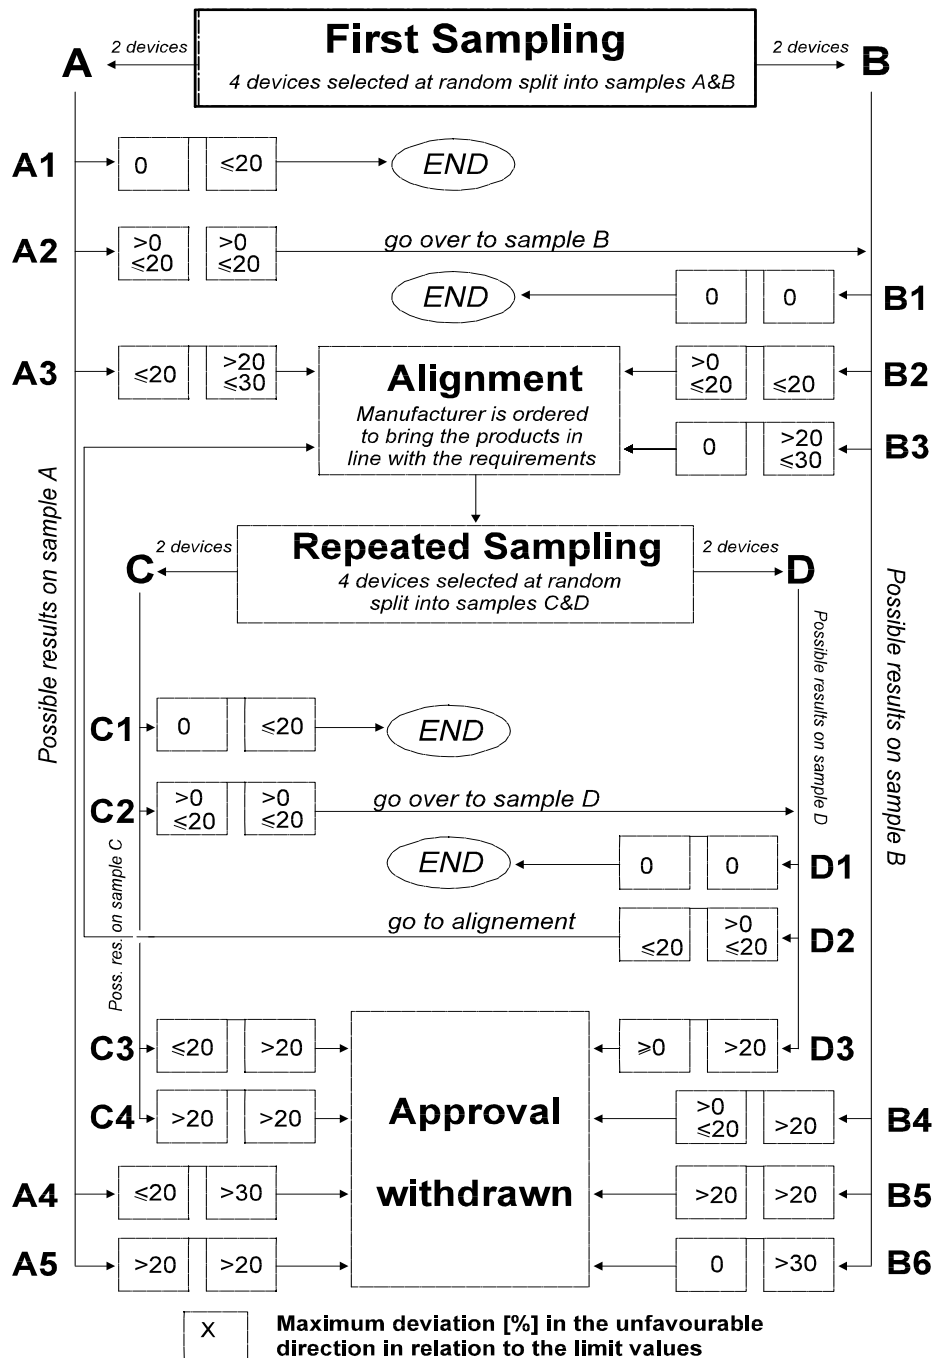 First Sampling
A
2 devices
4 devices selected at random split into samples A&B
2 devices
B
A1
0
≤20
END
A2
>0
≤20
>0
≤20
go over to sample B
END
0
0
B1
A3
≤20
>20
≤30
Alignment
Manufacturer is ordered
to bring the products in
line with the requirements
>0
≤20
≤20
B2
0
>20
≤30
B3
Possible results on sample A
Possible results on sample B
Repeated Sampling
C
2 devices
4 devices selected at random
split into samples C&D
2 devices
D
Possible results on sample D
C1
0
≤20
END
C2
>0
≤20
>0
≤20
go over to sample D
Poss. res. on sample C
END
0
0
D1
go to alignement
≤20
>0
≤20
D2
C3
≤20
>20
≥0
>20
D3
C4
>20
>20
Approval
withdrawn
>0
≤20
>20
B4
A4
≤20
>30
>20
>20
B5
A5
>20
>20
0
>30
B6
X
Maximum deviation [%] in the unfavourable
direction in relation to the limit values